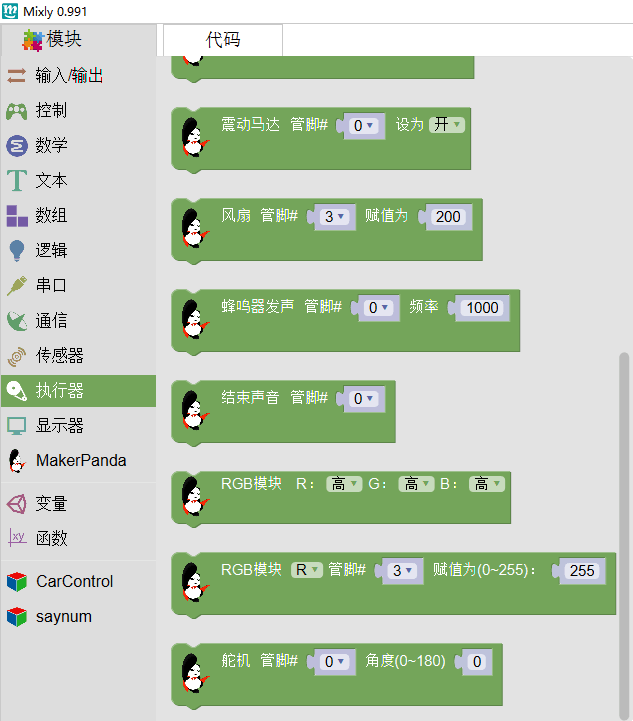 Mixly 0.991
模块
代码
输入/输出
控制
数学
文本
数组
逻辑
串口
通信
传感器
执行器
显示器
MakerPanda
变量
xy
函数
CarControl
saynum
震动马达 管脚# 0 设为 开
风扇 管脚# 3 赋值为 200
蜂鸣器发声 管脚# 0 频率 1000
结束声音 管脚# 0
RGB模块 R： 高 G： 高 B： 高
RGB模块 R 管脚# 3 赋值为(0~255)： 255
舵机 管脚# 0 角度(0~180) 0